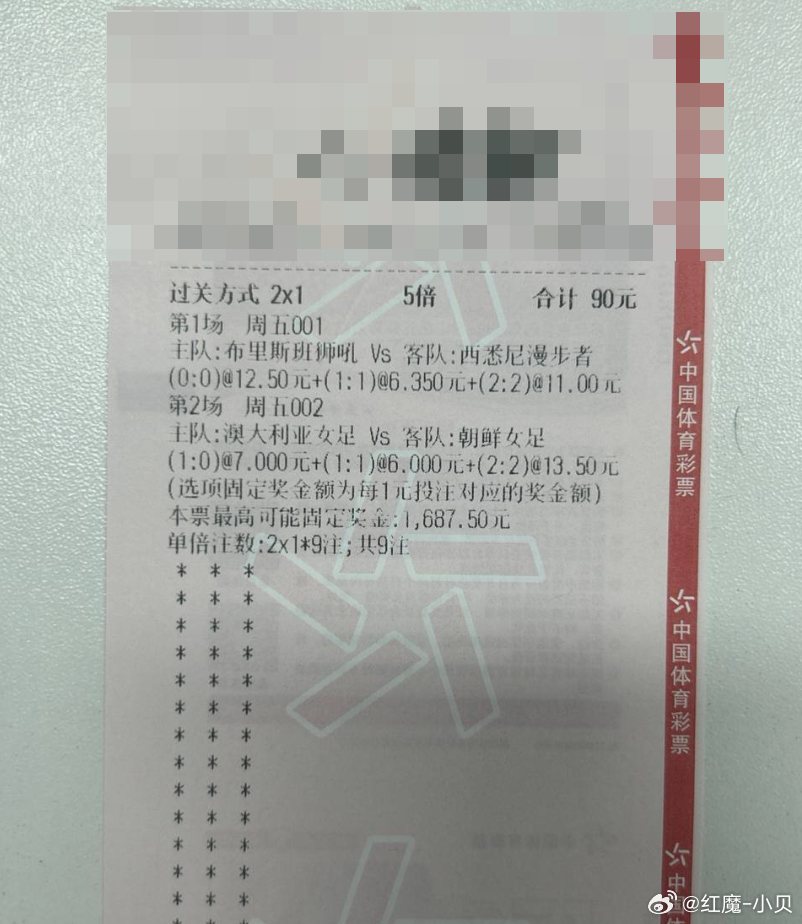 过关方式 2x1 5倍 合计 90元
第1场 周五001
主队:布里斯班狮吼 Vs 客队:西悉尼漫步者
(0:0)@12.50元+(1:1)@6.350元+(2:2)@11.00元
第2场 周五002
主队:澳大利亚女足 Vs 客队:朝鲜女足
(1:0)@7.000元+(1:1)@6.000元+(2:2)@13.50元
(选项固定奖金额为每1元投注对应的奖金额)
本票最高可能固定奖金:1,687.50元
单倍注数:2x1*9注;共9注
* * *
* * *
* * *
* * *
* * *
* * *
* * *
* * *
* * *
* * *
* * *
* * *
* * *
* * *
中国体育彩票
中国体育彩票
中国体
@红魔-小贝